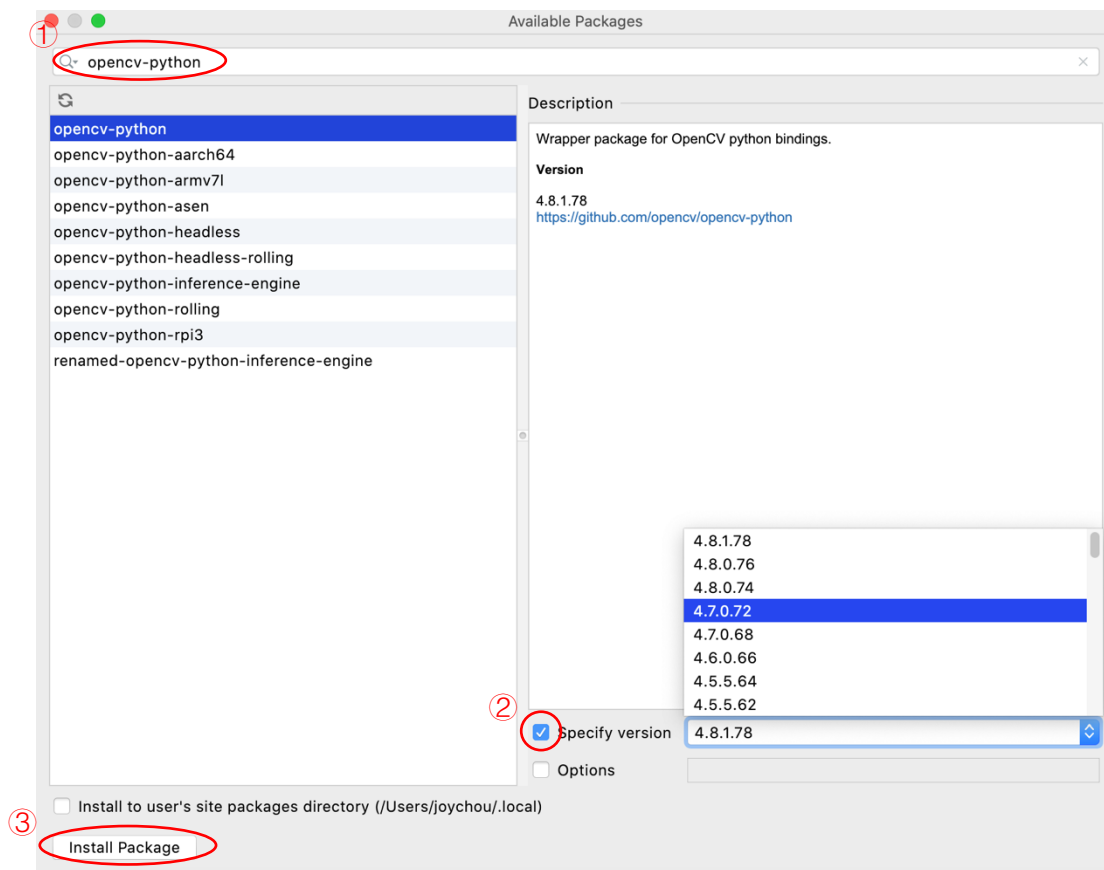 Available Packages
①
opencv-python
opencv-python
opencv-python-aarch64
opencv-python-armv7l
opencv-python-asen
opencv-python-headless
opencv-python-headless-rolling
opencv-python-inference-engine
opencv-python-rolling
opencv-python-rpi3
renamed-opencv-python-inference-engine
Description
Wrapper package for OpenCV python bindings.
Version
4.8.1.78
https://github.com/opencv/opencv-python
4.8.1.78
4.8.0.76
4.8.0.74
4.7.0.72
4.7.0.68
4.6.0.66
4.5.5.64
4.5.5.62
②
Specify version 4.8.1.78
Options
Install to user's site packages directory (/Users/joychou/.local)
③
Install Package